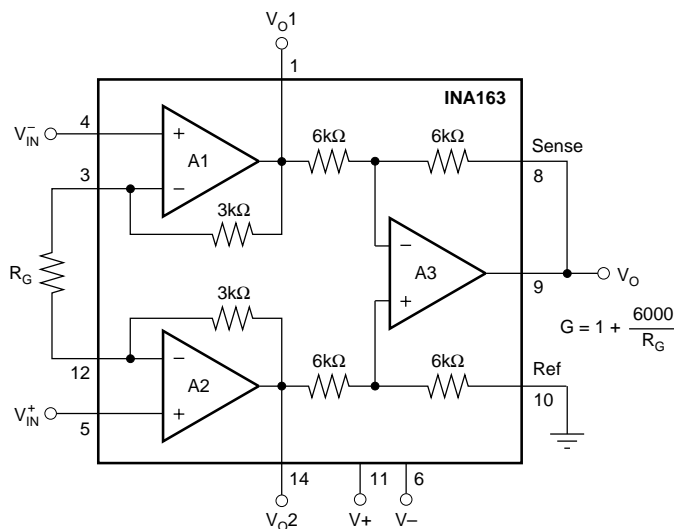 V_O1
1
INA163
V_IN^–
4
6kΩ
6kΩ
Sense
8
+
A1
–
3
3kΩ
R_G
–
A3
+
9
V_O
G = 1 + 6000/R_G
3kΩ
12
–
A2
+
6kΩ
6kΩ
Ref
10
V_IN^+
5
14
11
6
V_O2
V+
V–